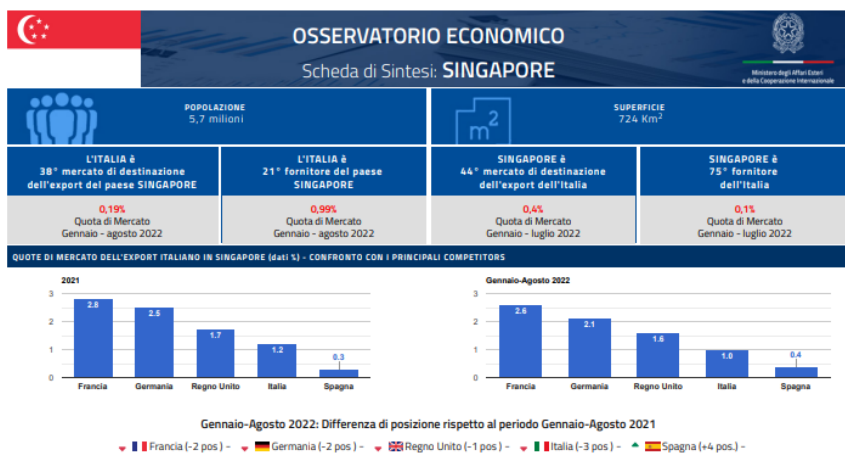 OSSERVATORIO ECONOMICO
Scheda di Sintesi: SINGAPORE
Ministero degli Affari Esteri
e della Cooperazione Internazionale
POPOLAZIONE
5,7 milioni
m²
SUPERFICIE
724 Km²
L'ITALIA è
38° mercato di destinazione
dell'export del paese SINGAPORE
L'ITALIA è
21° fornitore del paese
SINGAPORE
SINGAPORE è
44° mercato di destinazione
dell'export dell'Italia
SINGAPORE è
75° fornitore
dell'Italia
0,19%
Quota di Mercato
Gennaio - agosto 2022
0,99%
Quota di Mercato
Gennaio - agosto 2022
0,4%
Quota di Mercato
Gennaio - luglio 2022
0,1%
Quota di Mercato
Gennaio - luglio 2022
QUOTE DI MERCATO DELL'EXPORT ITALIANO IN SINGAPORE (dati %) - CONFRONTO CON I PRINCIPALI COMPETITORS
2021
3
2
1
0
2.8
2.5
1.7
1.2
0.3
Francia Germania Regno Unito Italia Spagna
Gennaio-Agosto 2022
3
2
1
0
2.6
2.1
1.6
1.0
0.4
Francia Germania Regno Unito Italia Spagna
Gennaio-Agosto 2022: Differenza di posizione rispetto al periodo Gennaio-Agosto 2021
Francia (-2 pos ) – Germania (-2 pos ) – Regno Unito (-1 pos ) – Italia (-3 pos ) – Spagna (+4 pos.) –